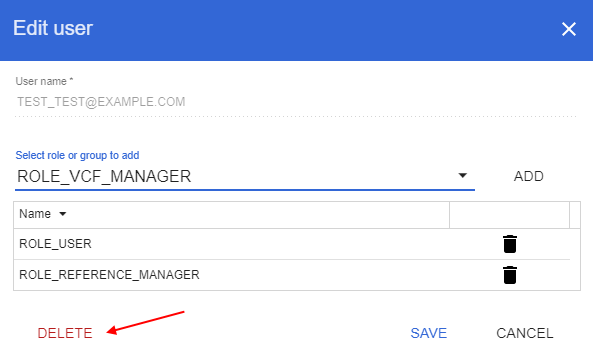 Edit user
User name *
TEST_TEST@EXAMPLE.COM
Select role or group to add
ROLE_VCF_MANAGER
ADD
Name
ROLE_USER
ROLE_REFERENCE_MANAGER
DELETE SAVE CANCEL